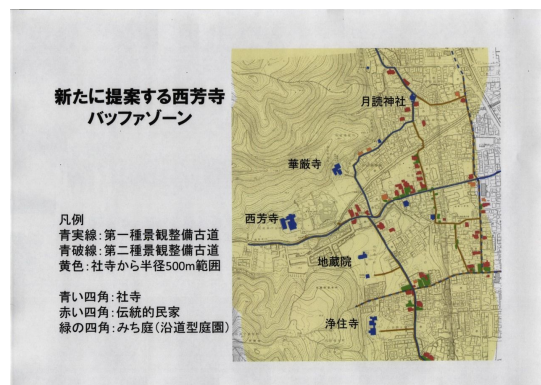 新たに提案する西芳寺
バッファゾーン
凡例
青実線：第一種景観整備古道
青破線：第二種景観整備古道
黄色：社寺から半径500m範囲
青い四角：社寺
赤い四角：伝統的民家
緑の四角：みち庭（沿道型庭園）
月読神社
華厳寺
西芳寺
地蔵院
浄住寺